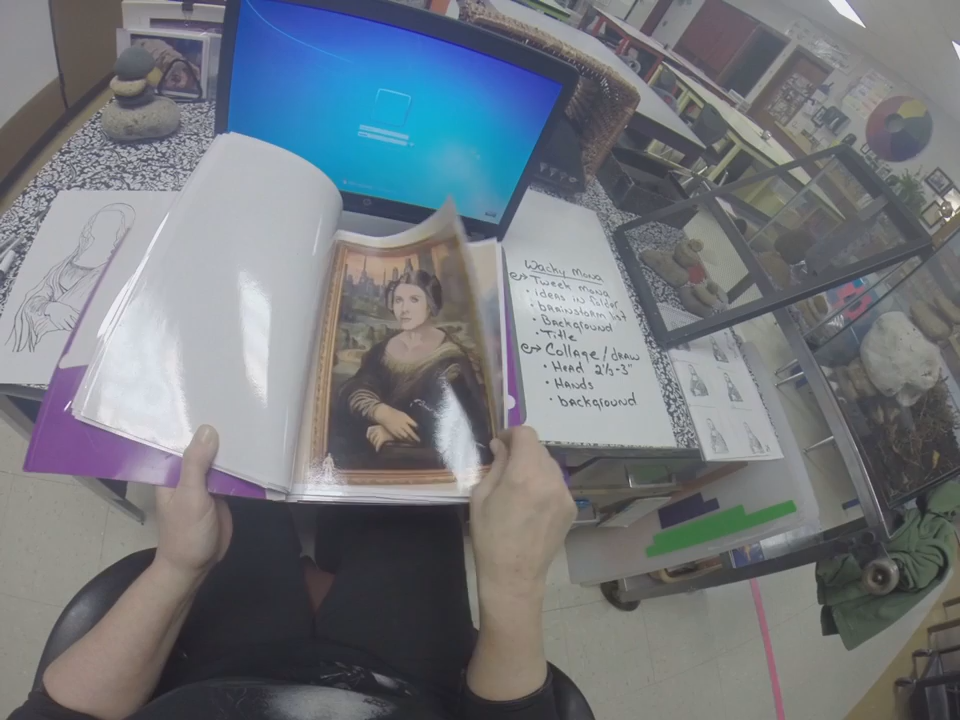 Wacky Mona
Tweek Mona
• ideas in folder
• brainstorm list
• Background
• Title
Collage/draw
• Head 2½-3"
• Hands
• background
hp